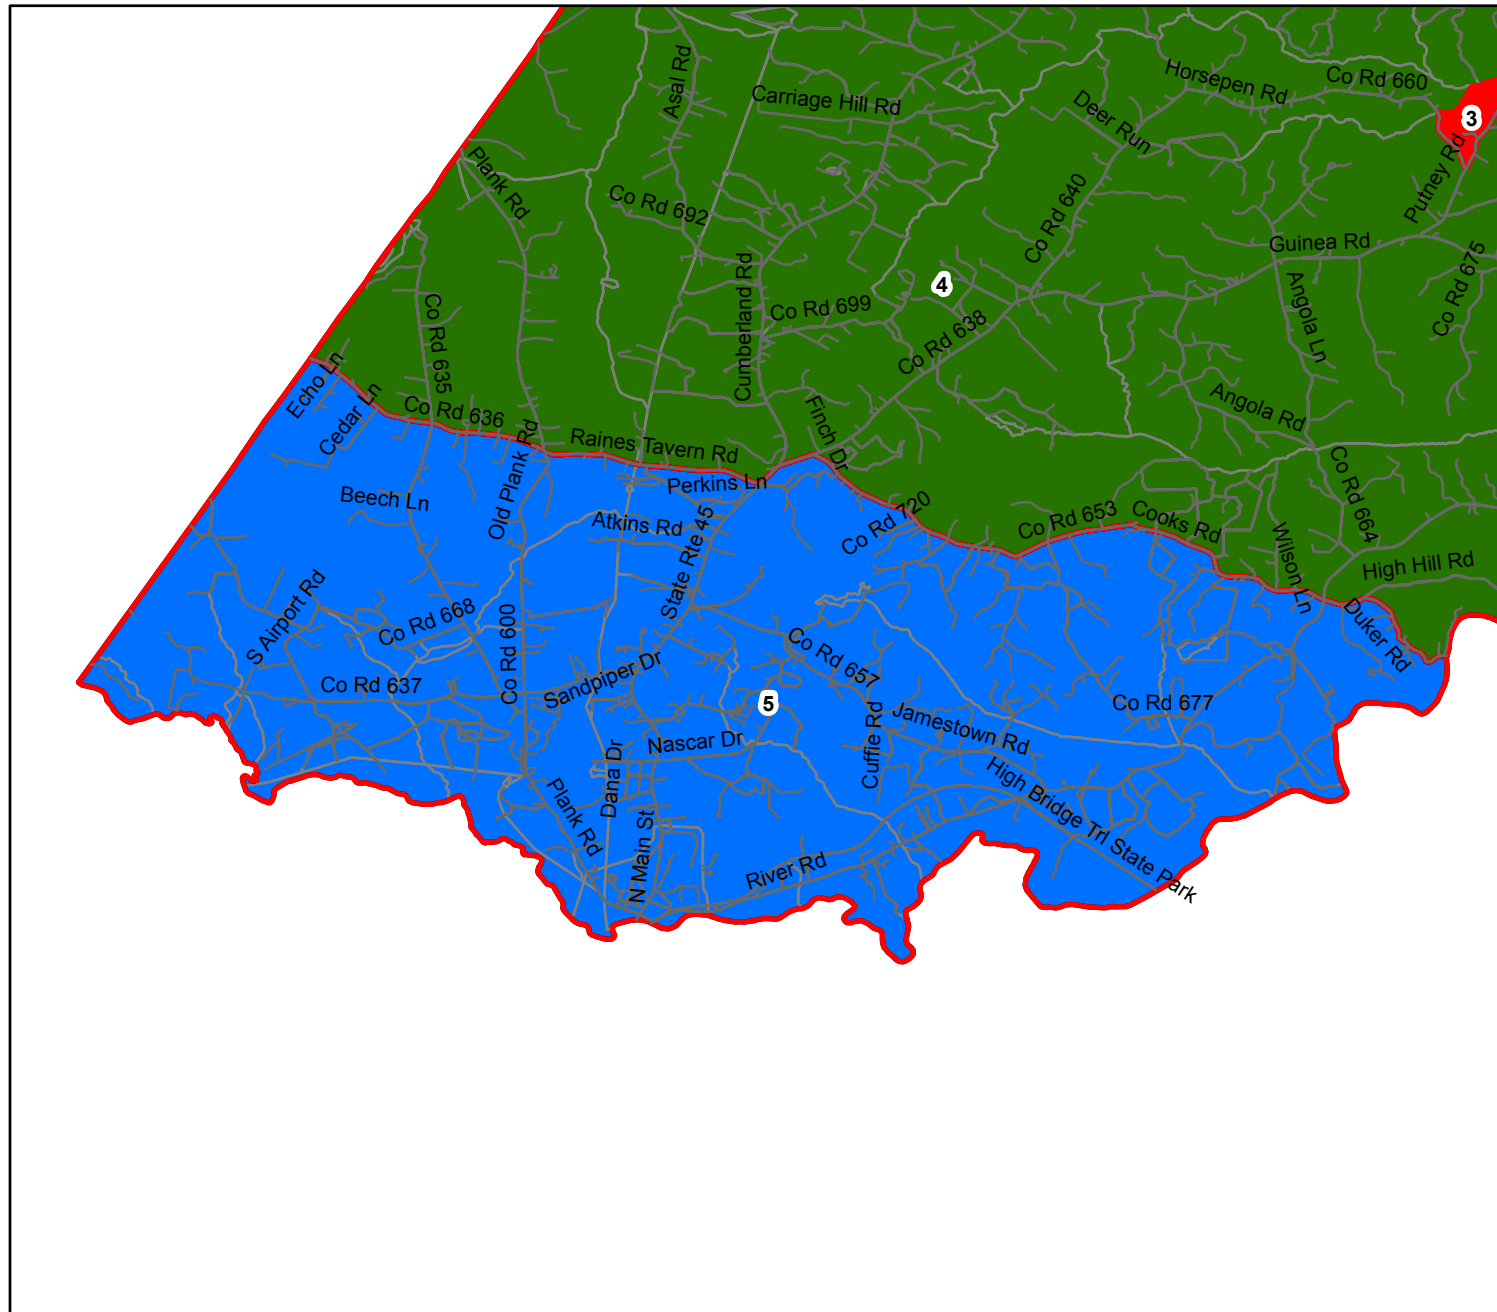 Asal Rd
Carriage Hill Rd
Horsepen Rd
Co Rd 660
Deer Run
3
Plank Rd
Putney Rd
Co Rd 692
Co Rd 640
Guinea Rd
Co Rd 675
4
Angola Ln
Cumberland Rd
Co Rd 699
Co Rd 635
Co Rd 638
Echo Ln
Cedar Ln
Co Rd 636
Finch Dr
Angola Rd
Raines Tavern Rd
Old Plank Rd
Perkins Ln
Co Rd 664
Beech Ln
Atkins Rd
State Rte 45
Co Rd 720
Co Rd 653
Cooks Rd
Wilson Ln
High Hill Rd
S Airport Rd
Co Rd 668
Co Rd 600
Duker Rd
Co Rd 657
Co Rd 637
Sandpiper Dr
5
Co Rd 677
Jamestown Rd
Cuffie Rd
Nascar Dr
Dana Dr
High Bridge Trl State Park
Plank Rd
N Main St
River Rd